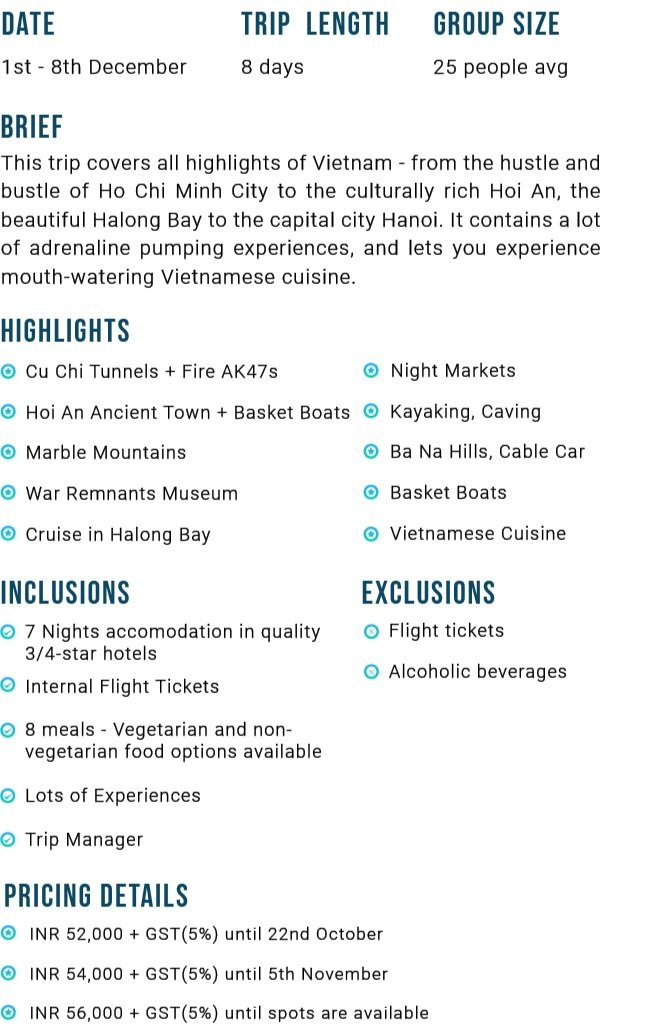 DATE
1st - 8th December
TRIP LENGTH
8 days
GROUP SIZE
25 people avg
BRIEF
This trip covers all highlights of Vietnam - from the hustle and
bustle of Ho Chi Minh City to the culturally rich Hoi An, the
beautiful Halong Bay to the capital city Hanoi. It contains a lot
of adrenaline pumping experiences, and lets you experience
mouth-watering Vietnamese cuisine.
HIGHLIGHTS
Cu Chi Tunnels + Fire AK47s
Hoi An Ancient Town + Basket Boats
Marble Mountains
War Remnants Museum
Cruise in Halong Bay
Night Markets
Kayaking, Caving
Ba Na Hills, Cable Car
Basket Boats
Vietnamese Cuisine
INCLUSIONS
7 Nights accomodation in quality
3/4-star hotels
Internal Flight Tickets
8 meals - Vegetarian and non-
vegetarian food options available
Lots of Experiences
Trip Manager
EXCLUSIONS
Flight tickets
Alcoholic beverages
PRICING DETAILS
INR 52,000 + GST(5%) until 22nd October
INR 54,000 + GST(5%) until 5th November
INR 56,000 + GST(5%) until spots are available